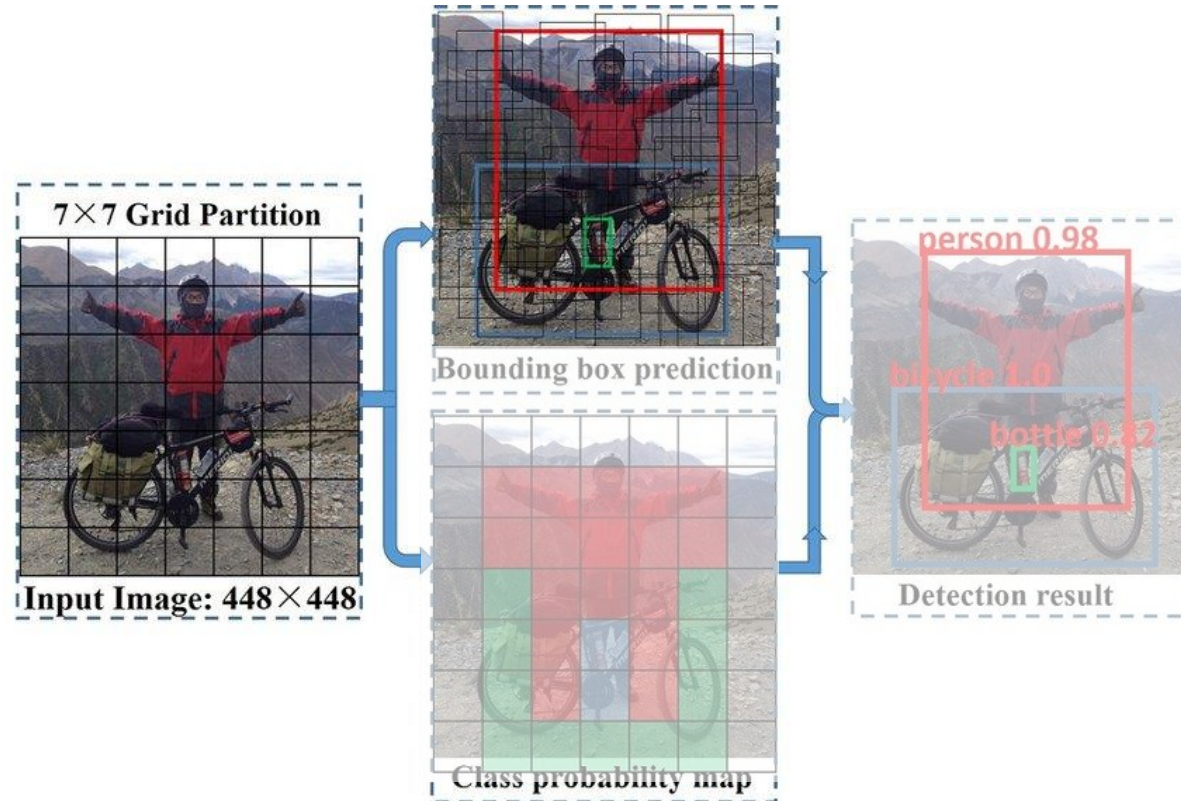 7×7 Grid Partition
Input Image: 448×448
Bounding box prediction
Class probability map
person 0.98
bicycle 1.0
bottle 0.82
Detection result